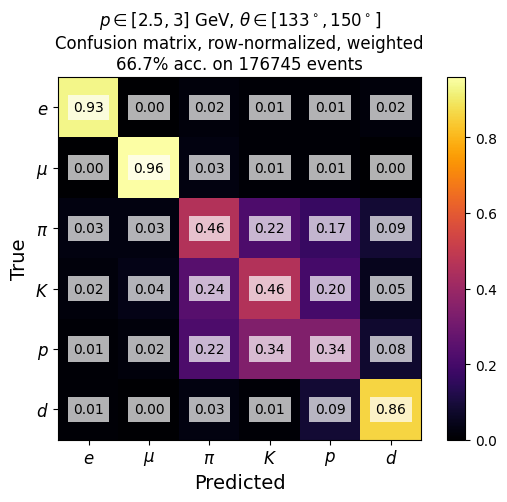 p ∈ [2.5, 3] GeV, θ ∈ [133°, 150°]
Confusion matrix, row-normalized, weighted
66.7% acc. on 176745 events
e 0.93 0.00 0.02 0.01 0.01 0.02
μ 0.00 0.96 0.03 0.01 0.01 0.00
π 0.03 0.03 0.46 0.22 0.17 0.09
K 0.02 0.04 0.24 0.46 0.20 0.05
p 0.01 0.02 0.22 0.34 0.34 0.08
d 0.01 0.00 0.03 0.01 0.09 0.86
e μ π K p d
True
Predicted
0.8
0.6
0.4
0.2
0.0